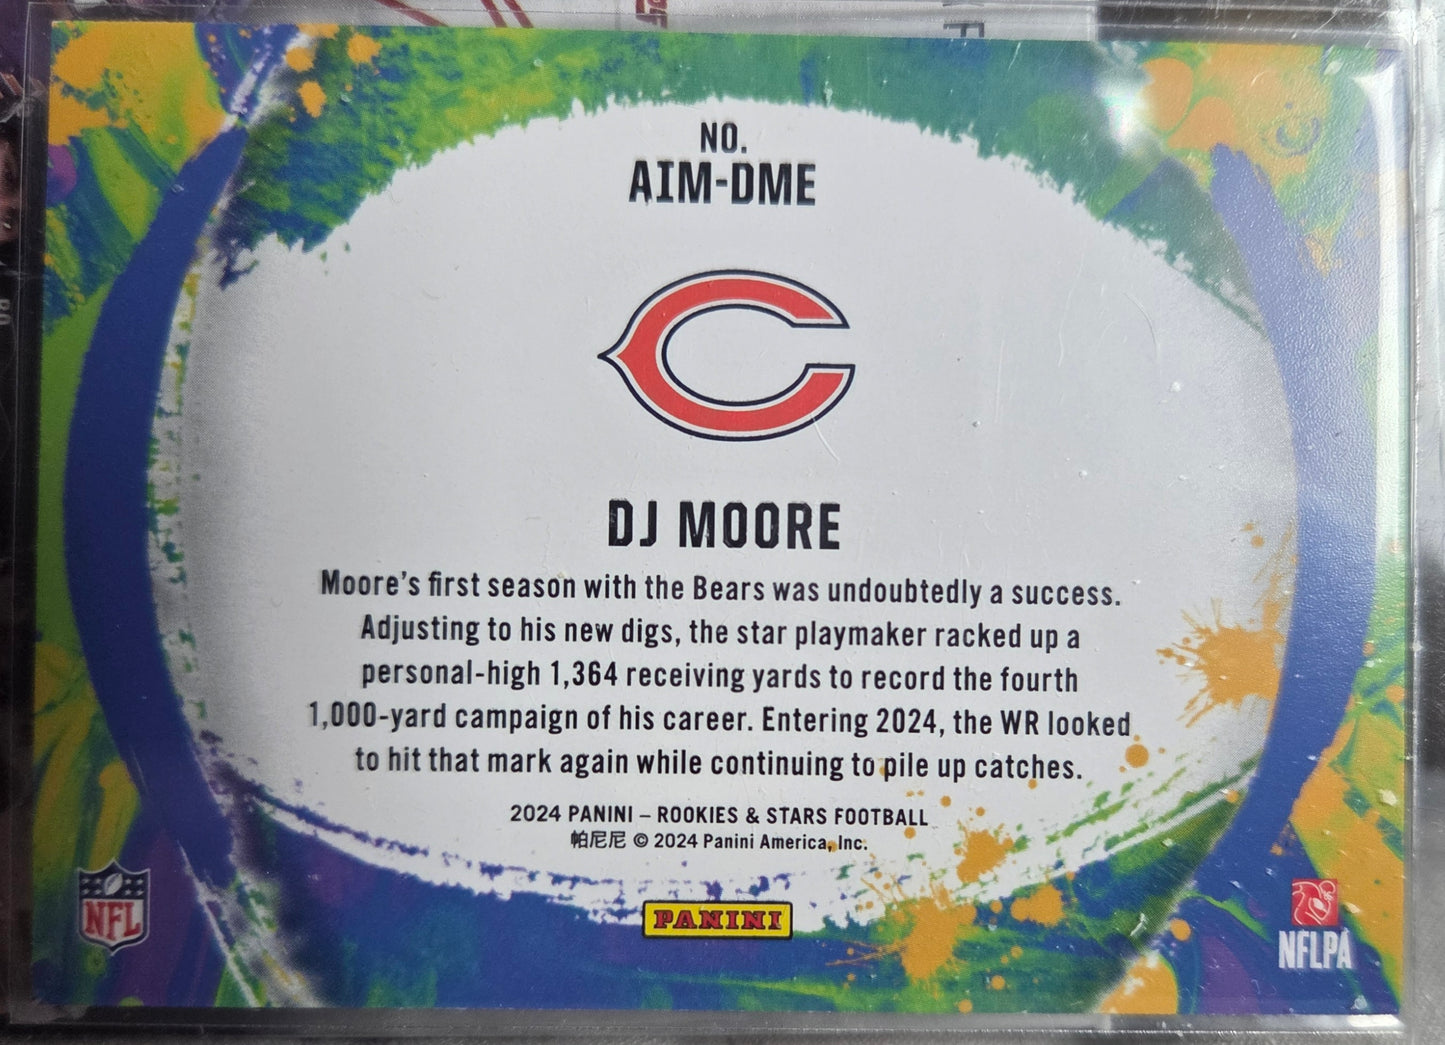 NO.
AIM-DME
DJ MOORE
Moore's first season with the Bears was undoubtedly a success.
Adjusting to his new digs, the star playmaker racked up a
personal-high 1,364 receiving yards to record the fourth
1,000-yard campaign of his career. Entering 2024, the WR looked
to hit that mark again while continuing to pile up catches.
2024 PANINI – ROOKIES & STARS FOOTBALL
帕尼尼 © 2024 Panini America, Inc.
NFL
PANINI
NFLPA